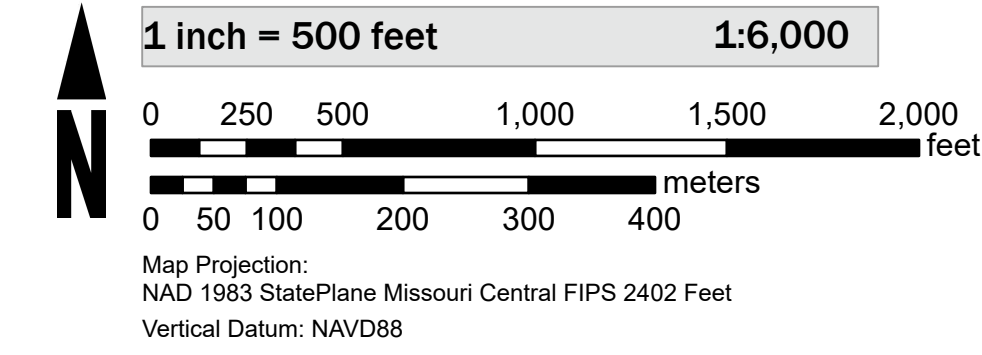 1 inch = 500 feet 1:6,000
0 250 500 1,000 1,500 2,000
feet
N
meters
0 50 100 200 300 400
Map Projection:
NAD 1983 StatePlane Missouri Central FIPS 2402 Feet
Vertical Datum: NAVD88